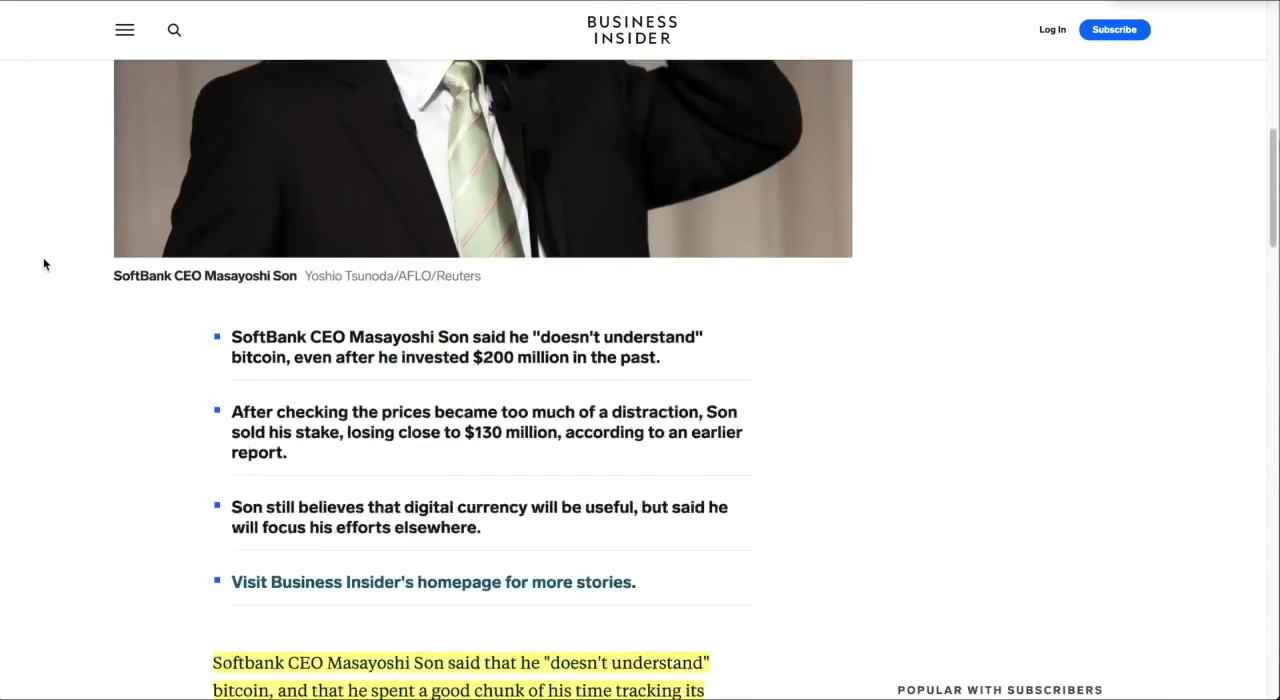 BUSINESS
INSIDER
Log In
Subscribe
SoftBank CEO Masayoshi Son Yoshio Tsunoda/AFLO/Reuters
SoftBank CEO Masayoshi Son said he "doesn't understand"
bitcoin, even after he invested $200 million in the past.
After checking the prices became too much of a distraction, Son
sold his stake, losing close to $130 million, according to an earlier
report.
Son still believes that digital currency will be useful, but said he
will focus his efforts elsewhere.
Visit Business Insider's homepage for more stories.
Softbank CEO Masayoshi Son said that he "doesn't understand"
bitcoin, and that he spent a good chunk of his time tracking its
POPULAR WITH SUBSCRIBERS